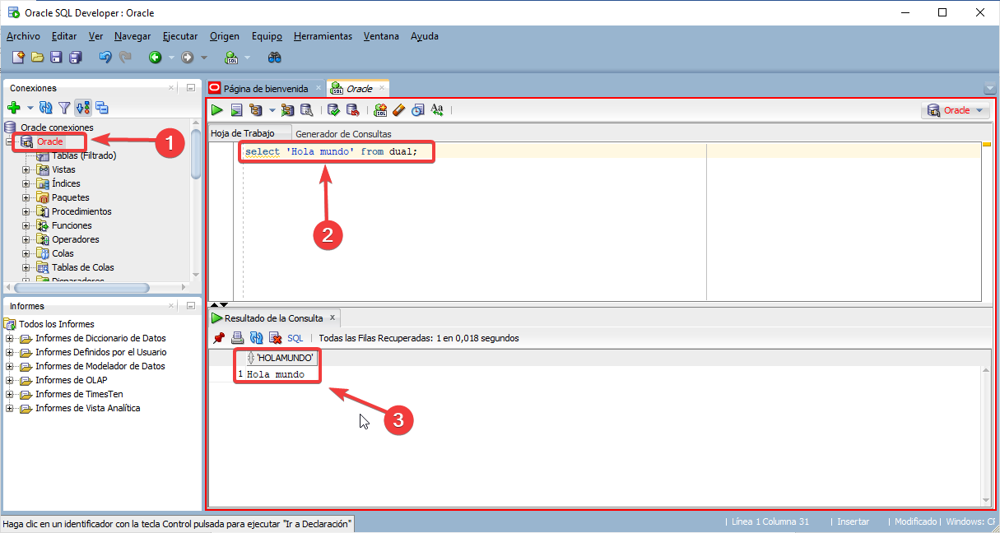 Oracle SQL Developer : Oracle
Archivo Editar Ver Navegar Ejecutar Origen Equipo Herramientas Ventana Ayuda
Conexiones
Oracle conexiones
Oracle
Tablas (Filtrado)
Vistas
Índices
Paquetes
Procedimientos
Funciones
Operadores
Colas
Tablas de Colas
Disparadores
1
Informes
Todos los Informes
Informes de Diccionario de Datos
Informes Definidos por el Usuario
Informes de Modelador de Datos
Informes de OLAP
Informes de TimesTen
Informes de Vista Analítica
Página de bienvenida
Oracle
SQL
Aa
Oracle
Hoja de Trabajo Generador de Consultas
select 'Hola mundo' from dual;
2
Resultado de la Consulta
SQL | Todas las Filas Recuperadas: 1 en 0,018 segundos
'HOLAMUNDO'
1 Hola mundo
3
Haga clic en un identificador con la tecla Control pulsada para ejecutar "Ir a Declaración"
| Línea 1 Columna 31 | Insertar | Modificado | Windows: CF